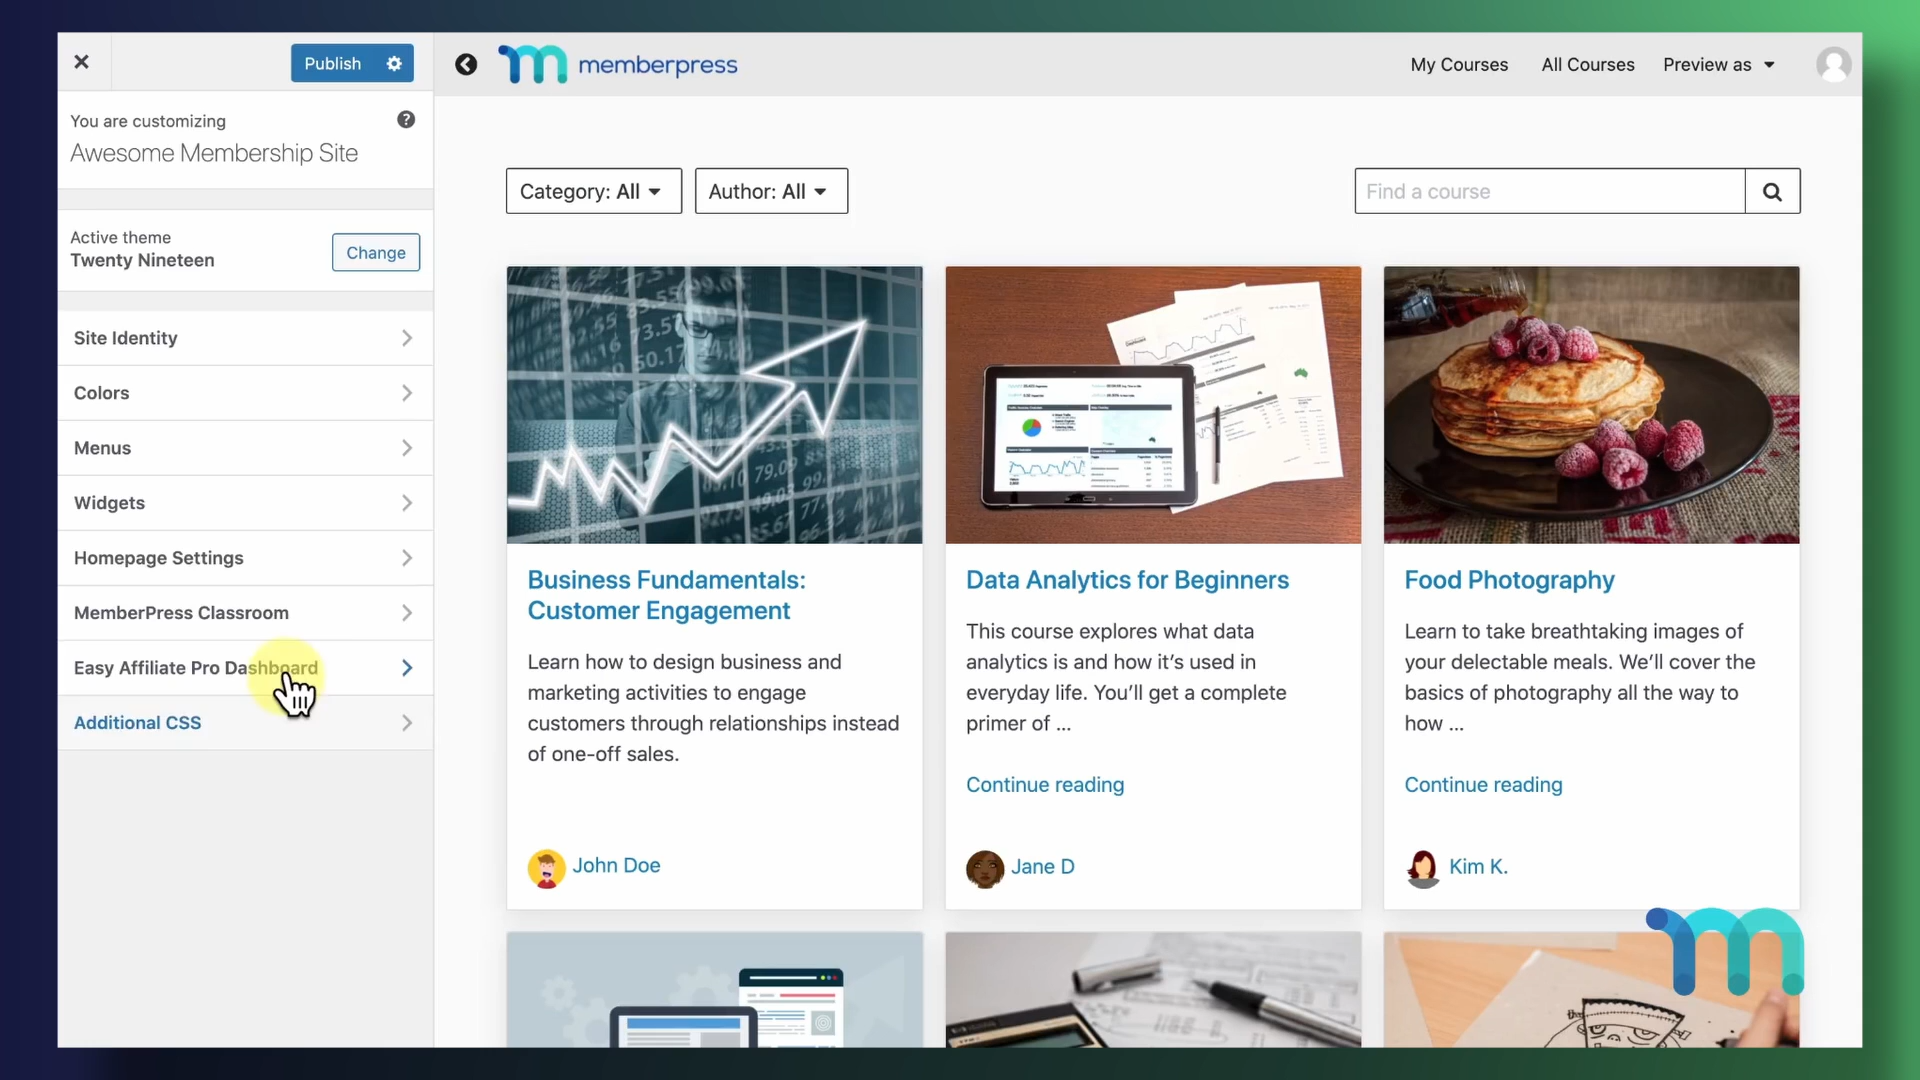 Publish
You are customizing
Awesome Membership Site
Active theme
Twenty Nineteen
Change
Site Identity
Colors
Menus
Widgets
Homepage Settings
MemberPress Classroom
Easy Affiliate Pro Dashboard
Additional CSS
memberpress
My Courses
All Courses
Preview as
Category: All
Author: All
Find a course
Business Fundamentals:
Customer Engagement
Learn how to design business and
marketing activities to engage
customers through relationships instead
of one-off sales.
John Doe
Data Analytics for Beginners
This course explores what data
analytics is and how it's used in
everyday life. You'll get a complete
primer of ...
Continue reading
Jane D
Food Photography
Learn to take breathtaking images of
your delectable meals. We'll cover the
basics of photography all the way to
how ...
Continue reading
Kim K.